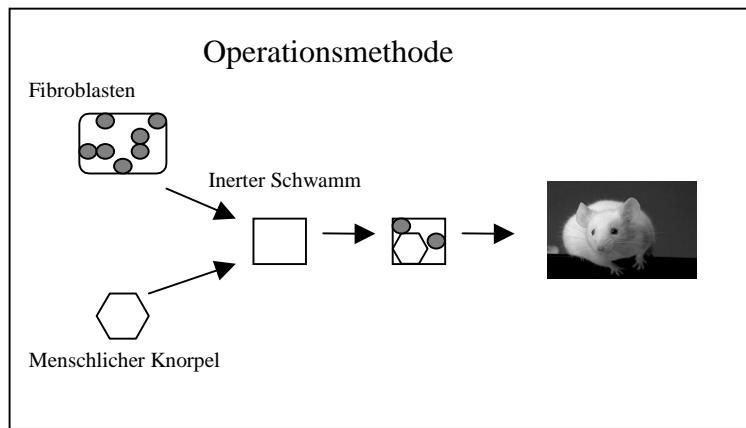 Operationsmethode
Fibroblasten
Inerter Schwamm
Menschlicher Knorpel